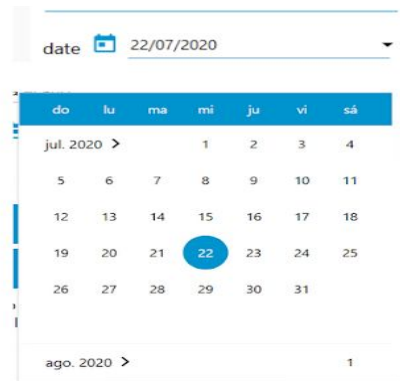 date 22/07/2020
do lu ma mi ju vi sá
jul. 2020 > 1 2 3 4
5 6 7 8 9 10 11
12 13 14 15 16 17 18
19 20 21 22 23 24 25
26 27 28 29 30 31
ago. 2020 > 1